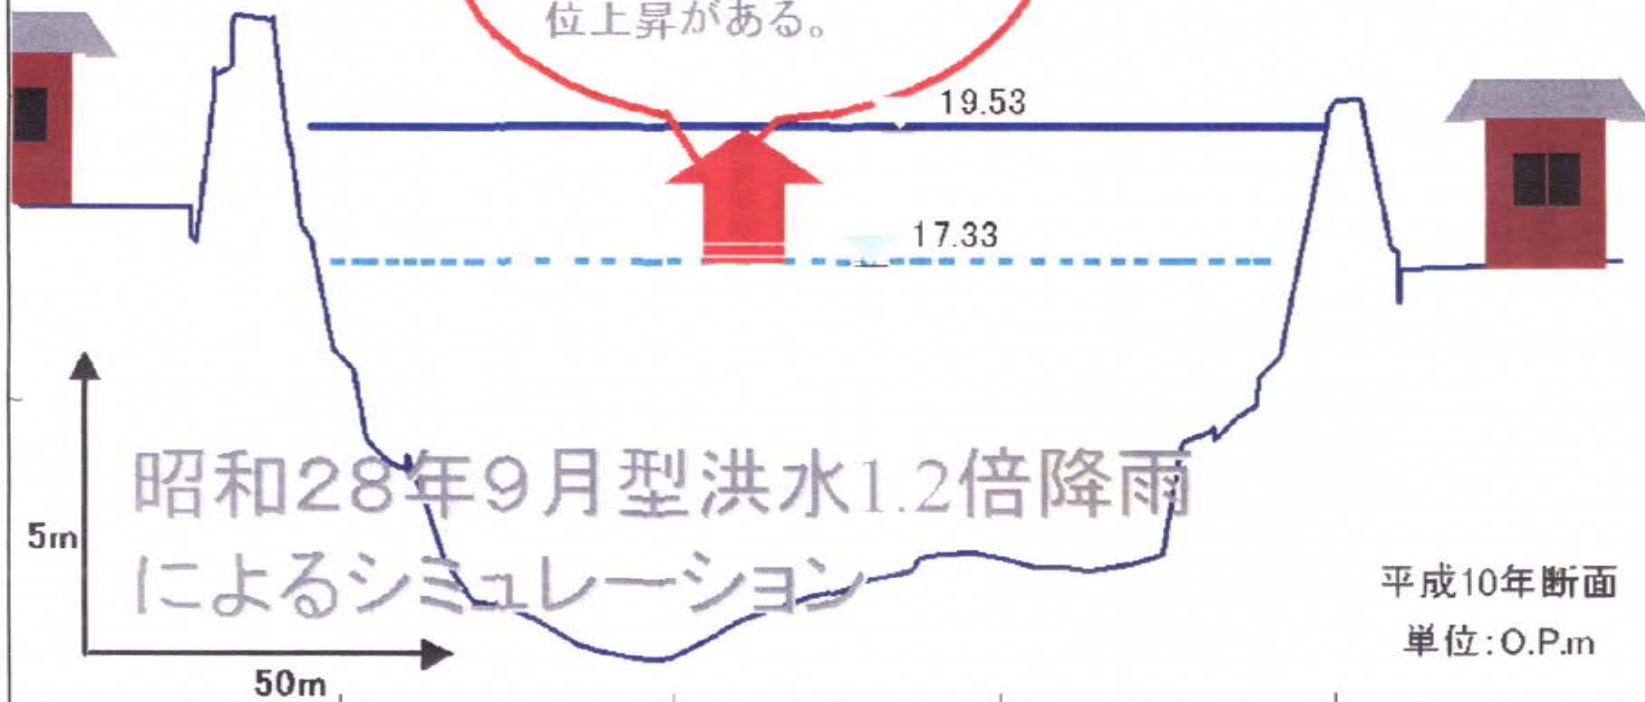 位上昇がある。
19.53
17.33
昭和28年9月型洪水1.2倍降雨
によるシミュレーション
5m
50m
平成10年断面
単位:O.P.m